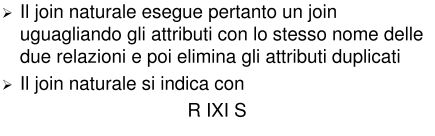 ➢ Il join naturale esegue pertanto un join
uguagliando gli attributi con lo stesso nome delle
due relazioni e poi elimina gli attributi duplicati
➢ Il join naturale si indica con
R IXI S